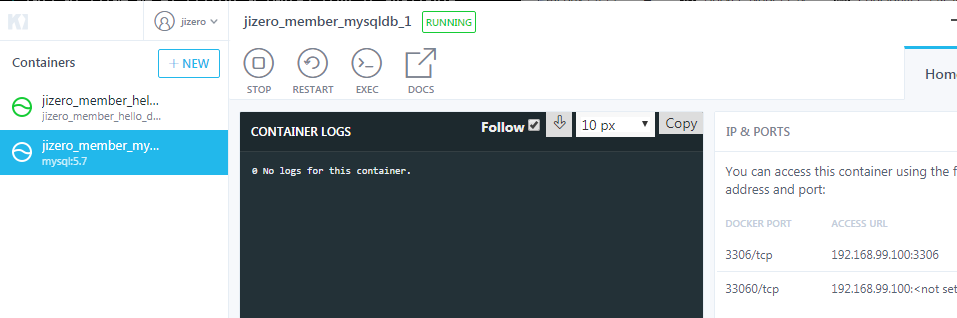 jizero
jizero_member_mysqldb_1 RUNNING
Containers
+ NEW
STOP RESTART EXEC DOCS
Hom
jizero_member_hel...
jizero_member_hello_d...
jizero_member_my...
mysql:5.7
CONTAINER LOGS Follow 10 px Copy
0 No logs for this container.
IP & PORTS
You can access this container using the f
address and port:
DOCKER PORT ACCESS URL
3306/tcp 192.168.99.100:3306
33060/tcp 192.168.99.100:<not set